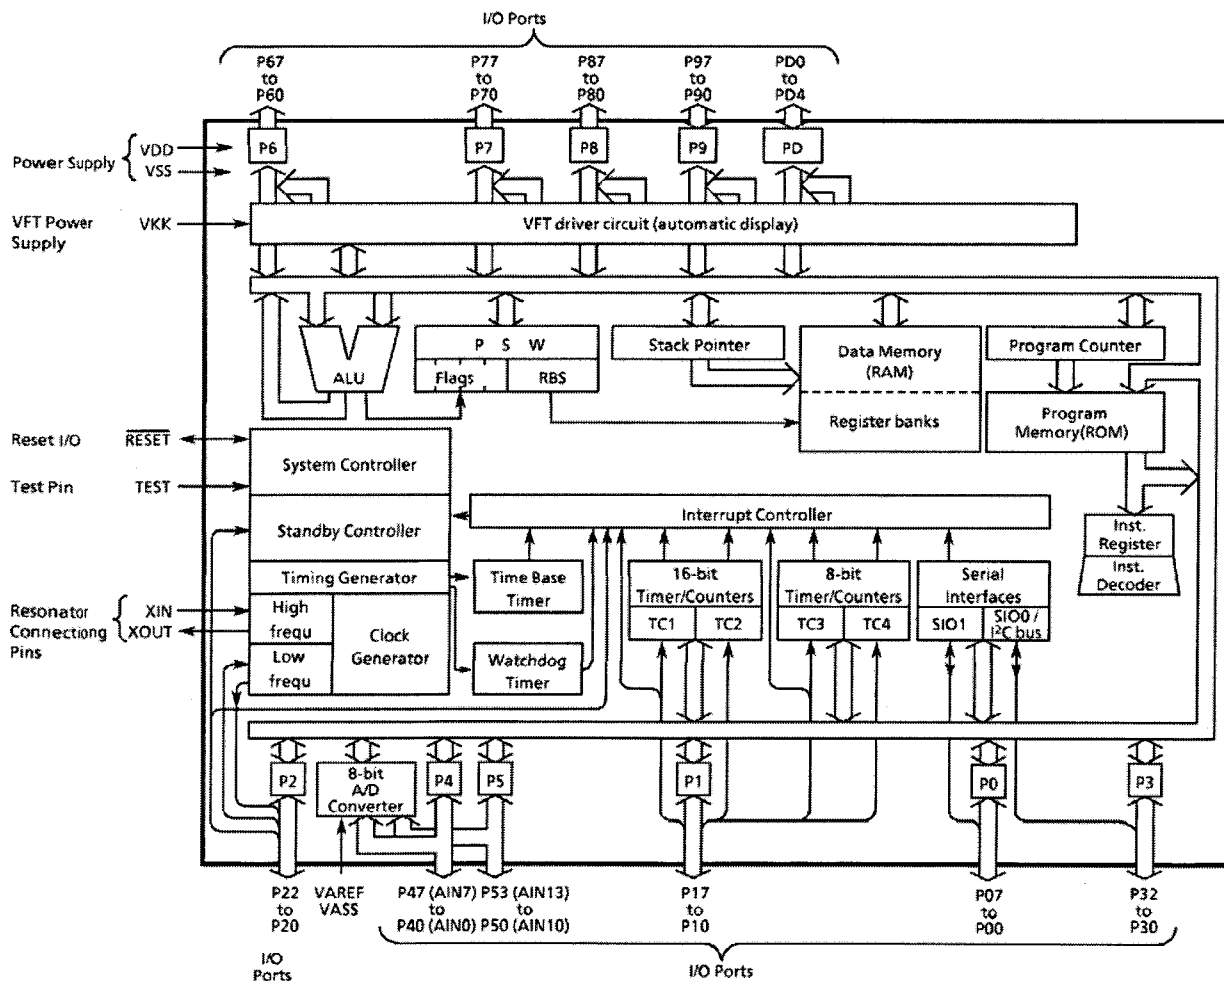 I/O Ports
P67 to P60
P77 to P70
P87 to P80
P97 to P90
PD0 to PD4
Power Supply
VDD
VSS
P6
P7
P8
P9
PD
VFT Power Supply
VKK
VFT driver circuit (automatic display)
ALU
P S W
Flags
RBS
Stack Pointer
Data Memory (RAM)
Register banks
Program Counter
Program Memory(ROM)
Reset I/O
RESET
Test Pin
TEST
System Controller
Standby Controller
Interrupt Controller
Inst. Register
Inst. Decoder
Timing Generator
Time Base Timer
16-bit Timer/Counters
TC1
TC2
8-bit Timer/Counters
TC3
TC4
Serial Interfaces
SIO1
SIO0 / I²C bus
Resonator Connectiong Pins
XIN
XOUT
High frequ
Low frequ
Clock Generator
Watchdog Timer
P2
8-bit A/D Converter
P4
P5
P1
P0
P3
P22 to P20
VAREF
VASS
P47 (AIN7) to P40 (AIN0)
P53 (AIN13) to P50 (AIN10)
P17 to P10
P07 to P00
P32 to P30
I/O Ports
I/O Ports